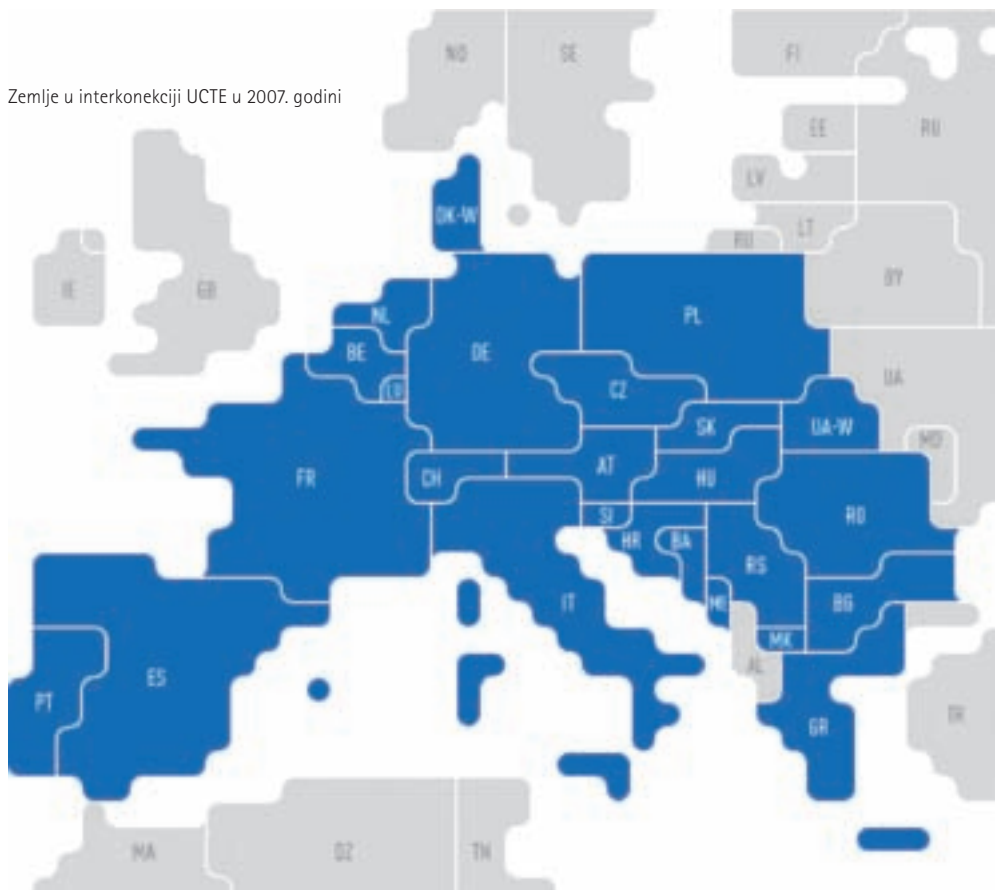 NO
SE
FI
Zemlje u interkonekciji UCTE u 2007. godini
EE
RU
LV
DK-W
LT
RU
IE
GB
BY
NL
PL
BE
DE
UA
LU
CZ
SK
UA-W
MD
FR
CH
AT
HU
SI
RO
HR
BA
RS
IT
ME
BG
MK
AL
ES
PT
TR
GR
MA
DZ
TN